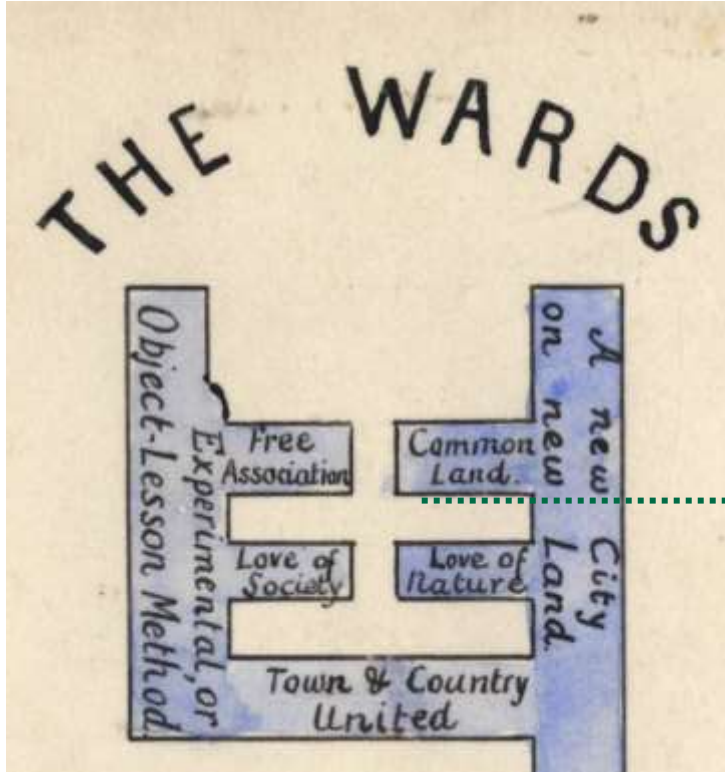 THE WARDS
Object-Lesson Method.
Experimental, or
Free
Association
Common
Land.
Love of
Society
Love of
Nature
Town & Country
United
A new City
on new Land.